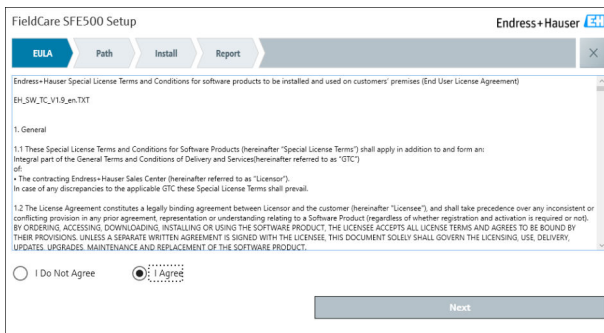 FieldCare SFE500 Setup
Endress+Hauser EH
EULA Path Install Report
Endress+Hauser Special License Terms and Conditions for software products to be installed and used on customers' premises (End User License Agreement)
EH_SW_TC_V1.9_en.TXT
1. General
1.1 These Special License Terms and Conditions for Software Products (hereinafter "Special License Terms") shall apply in addition to and form an:
Integral part of the General Terms and Conditions of Delivery and Services(hereinafter referred to as "GTC")
of:
• The contracting Endress+Hauser Sales Center (hereinafter referred to as "Licensor").
In case of any discrepancies to the applicable GTC these Special License Terms shall prevail.
1.2 The License Agreement constitutes a legally binding agreement between Licensor and the customer (hereinafter "Licensee"), and shall take precedence over any inconsistent or
conflicting provision in any prior agreement, representation or understanding relating to a Software Product (regardless of whether registration and activation is required or not).
BY ORDERING, ACCESSING, DOWNLOADING, INSTALLING OR USING THE SOFTWARE PRODUCT, THE LICENSEE ACCEPTS ALL LICENSE TERMS AND AGREES TO BE BOUND BY
THEIR PROVISIONS. UNLESS A SEPARATE WRITTEN AGREEMENT IS SIGNED WITH THE LICENSEE, THIS DOCUMENT SOLELY SHALL GOVERN THE LICENSING, USE, DELIVERY,
UPDATES, UPGRADES, MAINTENANCE AND REPLACEMENT OF THE SOFTWARE PRODUCT.
I Do Not Agree I Agree
Next